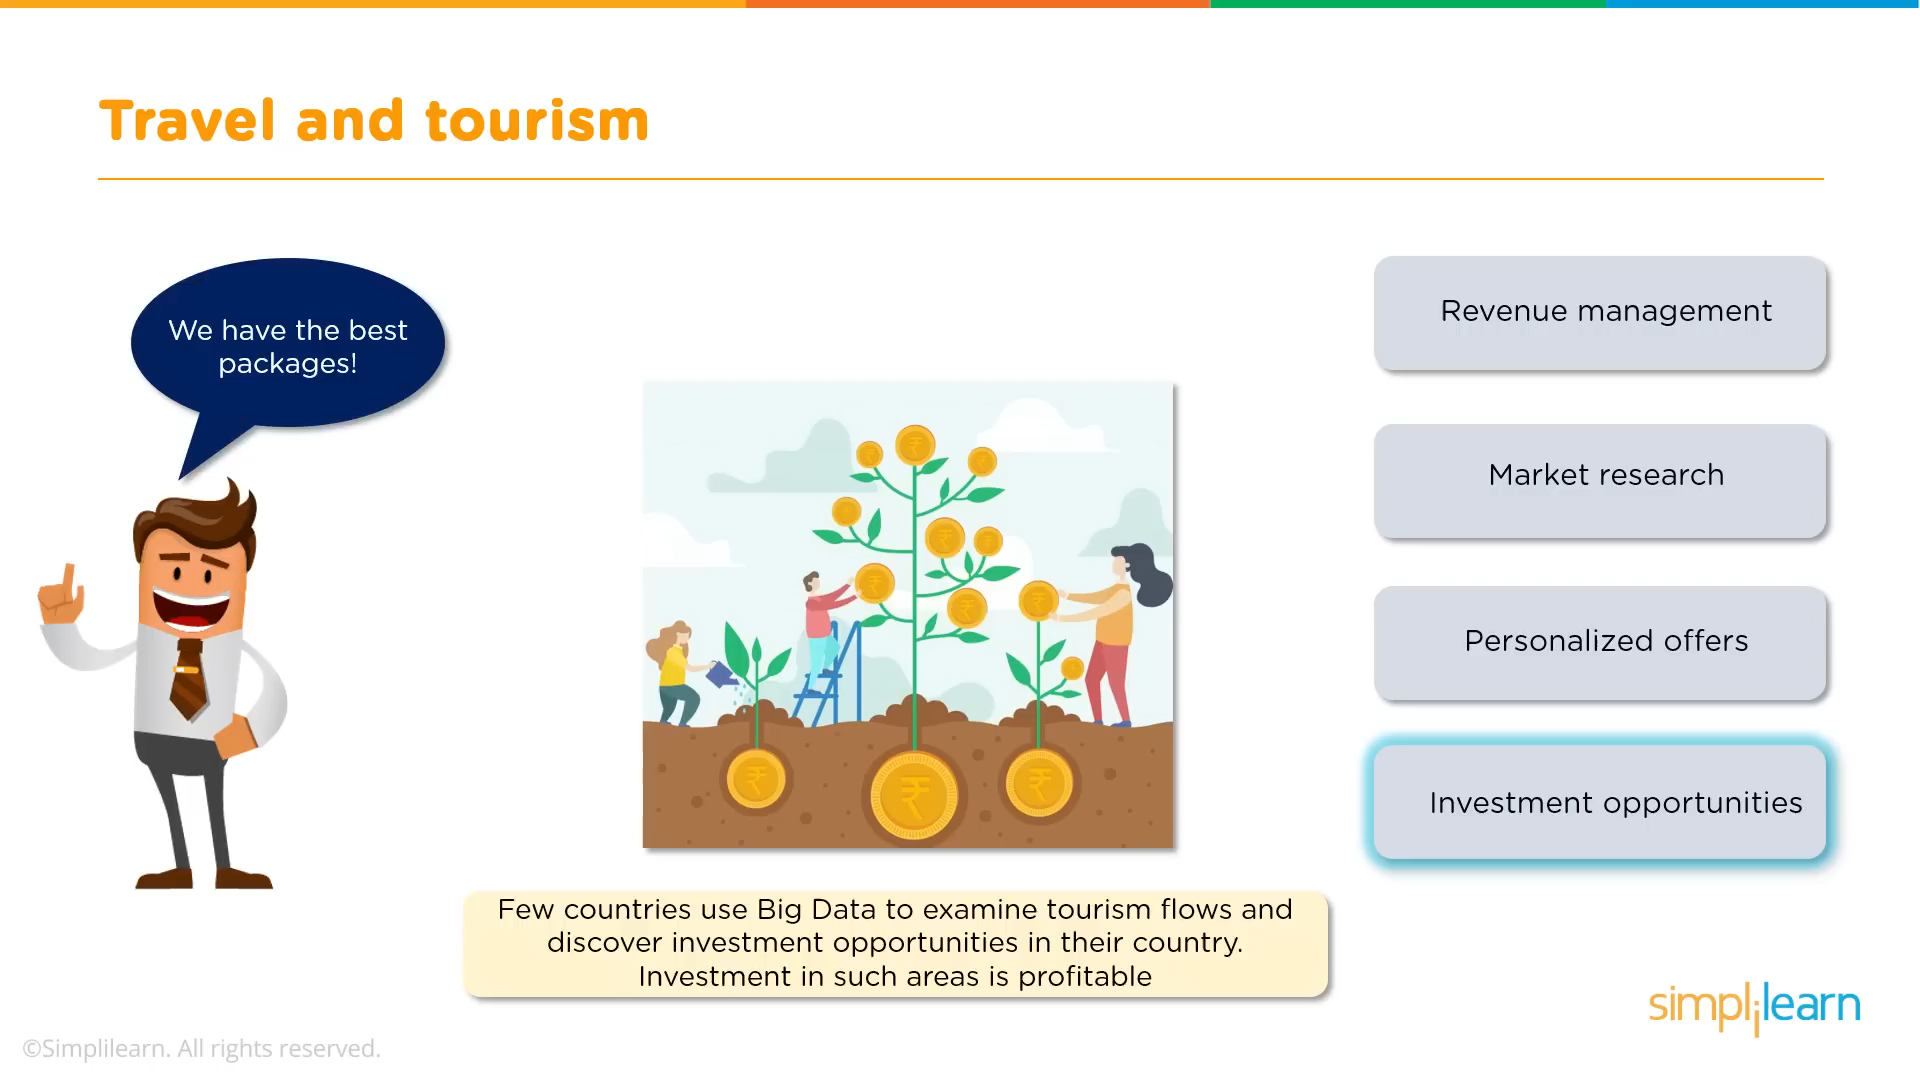 Travel and tourism
We have the best
packages!
Revenue management
Market research
Personalized offers
Investment opportunities
Few countries use Big Data to examine tourism flows and
discover investment opportunities in their country.
Investment in such areas is profitable
simplilearn
©Simplilearn. All rights reserved.